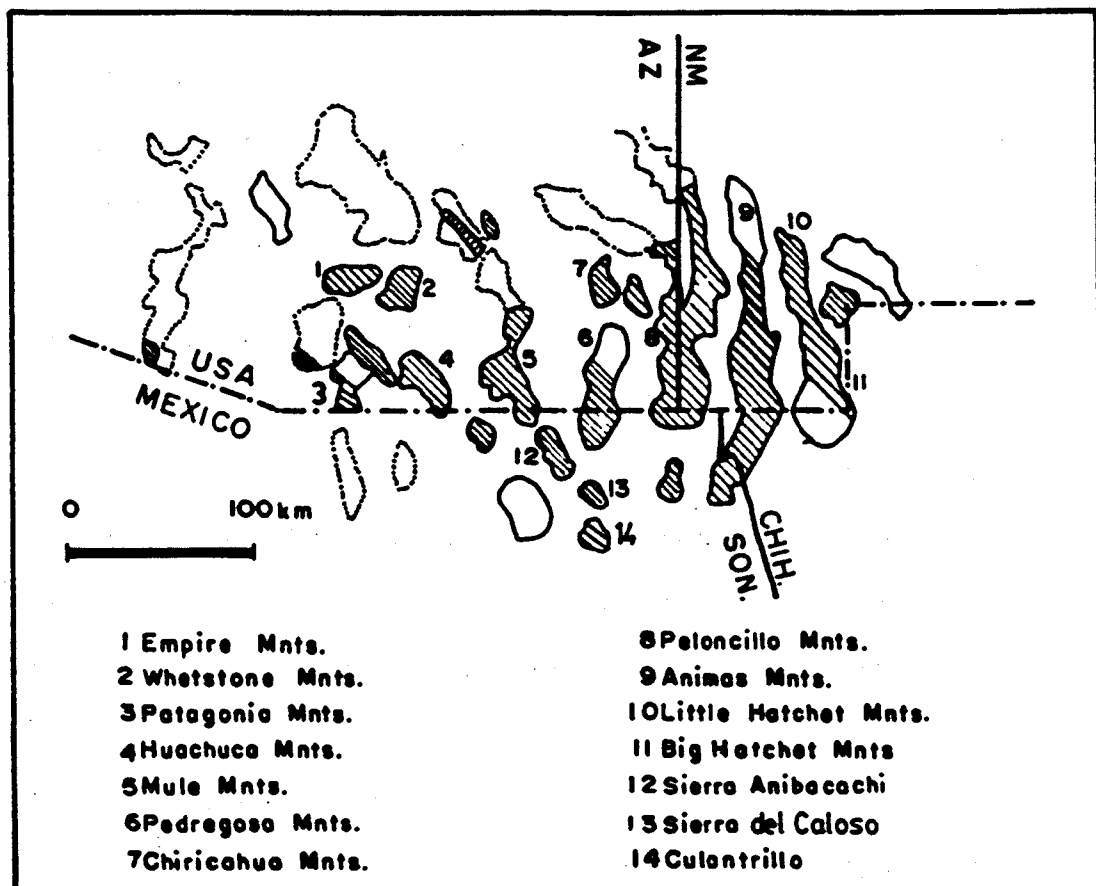 AZ
NM
9
10
1
2
7
6
8
4
5
3
11
USA
MEXICO
12
13
14
0 100 km
CHIH.
SON.
1 Empire Mnts.
2 Whetstone Mnts.
3 Patagonia Mnts.
4 Huachuca Mnts.
5 Mule Mnts.
6 Pedregosa Mnts.
7 Chiricahua Mnts.
8 Peloncillo Mnts.
9 Animas Mnts.
10 Little Hatchet Mnts.
11 Big Hatchet Mnts
12 Sierra Anibacachi
13 Sierra del Caloso
14 Culantrillo